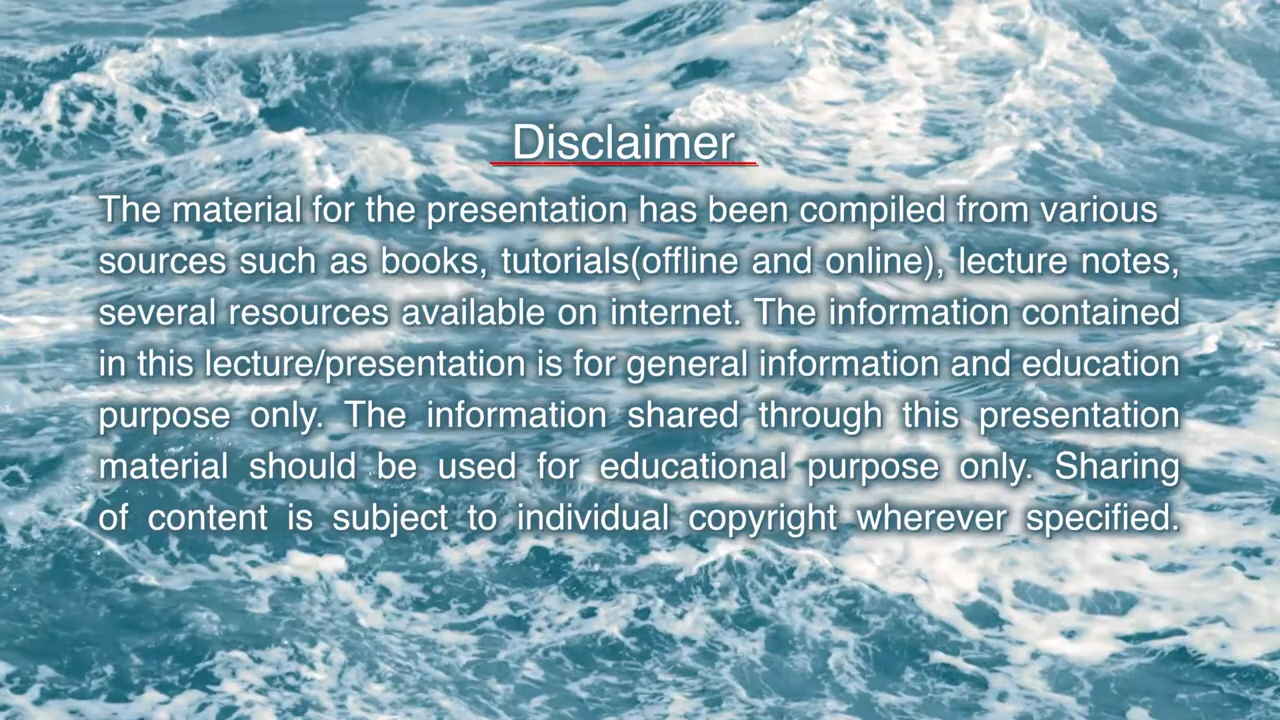 Disclaimer
The material for the presentation has been compiled from various
sources such as books, tutorials(offline and online), lecture notes,
several resources available on internet. The information contained
in this lecture/presentation is for general information and education
purpose only. The information shared through this presentation
material should be used for educational purpose only. Sharing
of content is subject to individual copyright wherever specified.